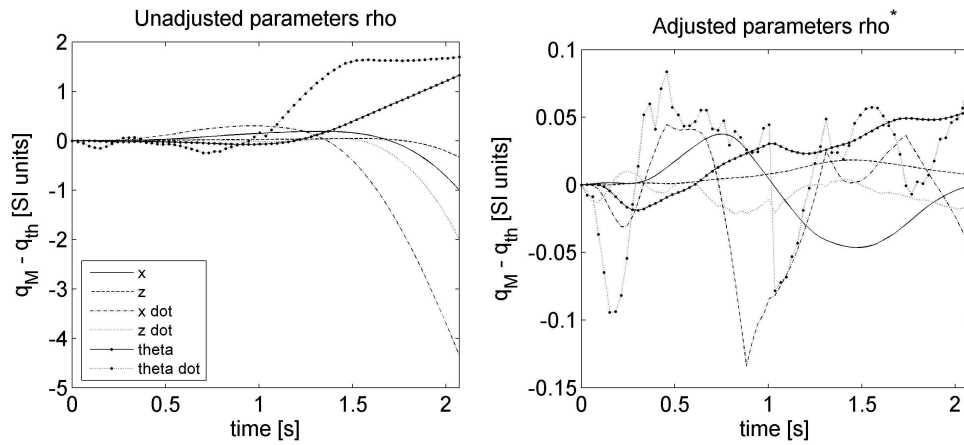 Unadjusted parameters rho
2
1
0
-1
-2
-3
-4
-5
q_M - q_th [SI units]
x
z
x dot
z dot
theta
theta dot
0
0.5
1
1.5
2
time [s]
Adjusted parameters rho*
0.1
0.05
0
-0.05
-0.1
-0.15
q_M - q_th [SI units]
0
0.5
1
1.5
2
time [s]